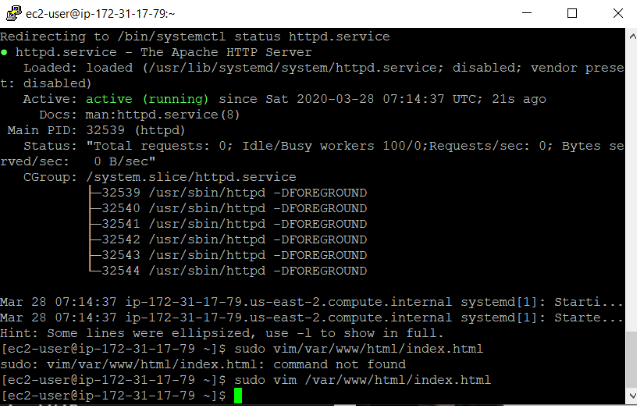 ec2-user@ip-172-31-17-79:~
Redirecting to /bin/systemctl status httpd.service
● httpd.service - The Apache HTTP Server
   Loaded: loaded (/usr/lib/systemd/system/httpd.service; disabled; vendor prese
t: disabled)
   Active: active (running) since Sat 2020-03-28 07:14:37 UTC; 21s ago
     Docs: man:httpd.service(8)
 Main PID: 32539 (httpd)
   Status: "Total requests: 0; Idle/Busy workers 100/0;Requests/sec: 0; Bytes se
rved/sec:   0 B/sec"
   CGroup: /system.slice/httpd.service
           ├─32539 /usr/sbin/httpd -DFOREGROUND
           ├─32540 /usr/sbin/httpd -DFOREGROUND
           ├─32541 /usr/sbin/httpd -DFOREGROUND
           ├─32542 /usr/sbin/httpd -DFOREGROUND
           ├─32543 /usr/sbin/httpd -DFOREGROUND
           └─32544 /usr/sbin/httpd -DFOREGROUND
Mar 28 07:14:37 ip-172-31-17-79.us-east-2.compute.internal systemd[1]: Starti...
Mar 28 07:14:37 ip-172-31-17-79.us-east-2.compute.internal systemd[1]: Starte...
Hint: Some lines were ellipsized, use -l to show in full.
[ec2-user@ip-172-31-17-79 ~]$ sudo vim/var/www/html/index.html
sudo: vim/var/www/html/index.html: command not found
[ec2-user@ip-172-31-17-79 ~]$ sudo vim /var/www/html/index.html
[ec2-user@ip-172-31-17-79 ~]$